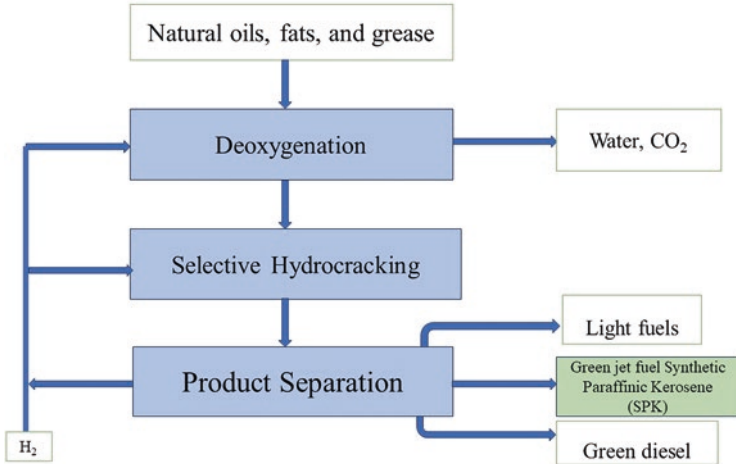 Natural oils, fats, and grease
Deoxygenation
Water, CO₂
Selective Hydrocracking
Light fuels
Product Separation
Green jet fuel Synthetic
Paraffinic Kerosene
(SPK)
H₂
Green diesel